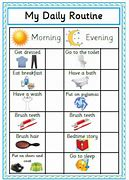 My Daily Routine
Morning
Evening
Get dressed
Go to the toilet
Eat breakfast
Have a bath
Have a wash
Put on pyjamas
Brush teeth
Brush teeth
Brush hair
Bedtime story
Put on shoes and coat
Go to sleep